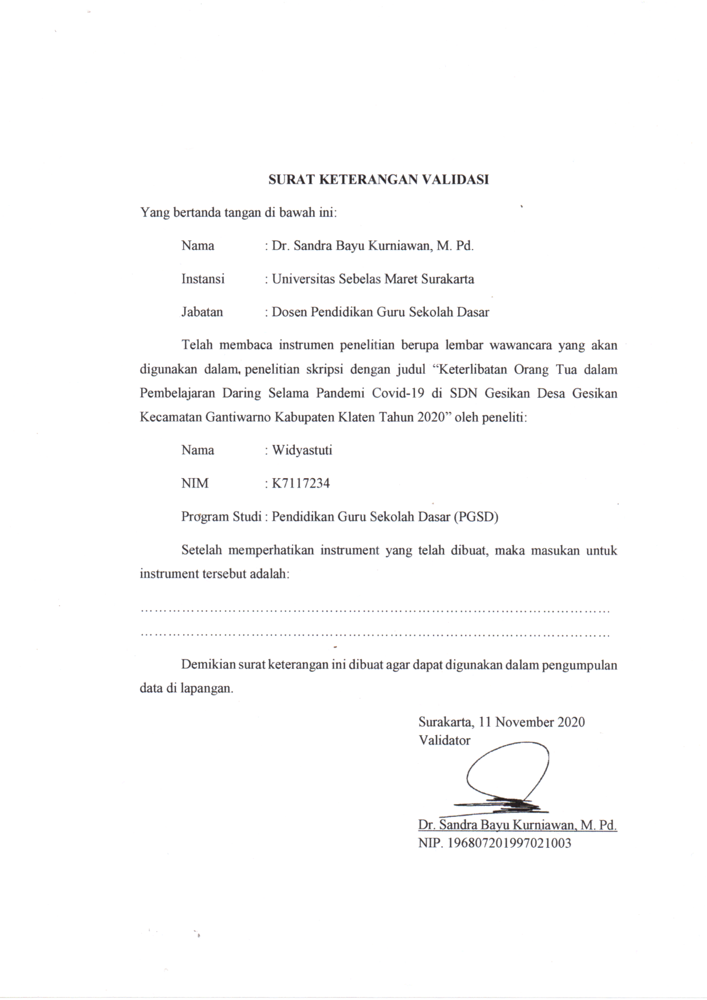 SURAT KETERANGAN VALIDASI
Yang bertanda tangan di bawah ini:
Nama : Dr. Sandra Bayu Kurniawan, M. Pd.
Instansi : Universitas Sebelas Maret Surakarta
Jabatan : Dosen Pendidikan Guru Sekolah Dasar
Telah membaca instrumen penelitian berupa lembar wawancara yang akan
digunakan dalam, penelitian skripsi dengan judul “Keterlibatan Orang Tua dalam
Pembelajaran Daring Selama Pandemi Covid-19 di SDN Gesikan Desa Gesikan
Kecamatan Gantiwarno Kabupaten Klaten Tahun 2020” oleh peneliti:
Nama : Widyastuti
NIM : K7117234
Program Studi : Pendidikan Guru Sekolah Dasar (PGSD)
Setelah memperhatikan instrument yang telah dibuat, maka masukan untuk
instrument tersebut adalah:
……………………………………………………………………………………………
……………………………………………………………………………………………
Demikian surat keterangan ini dibuat agar dapat digunakan dalam pengumpulan
data di lapangan.
Surakarta, 11 November 2020
Validator
Dr. Sandra Bayu Kurniawan, M. Pd.
NIP. 196807201997021003